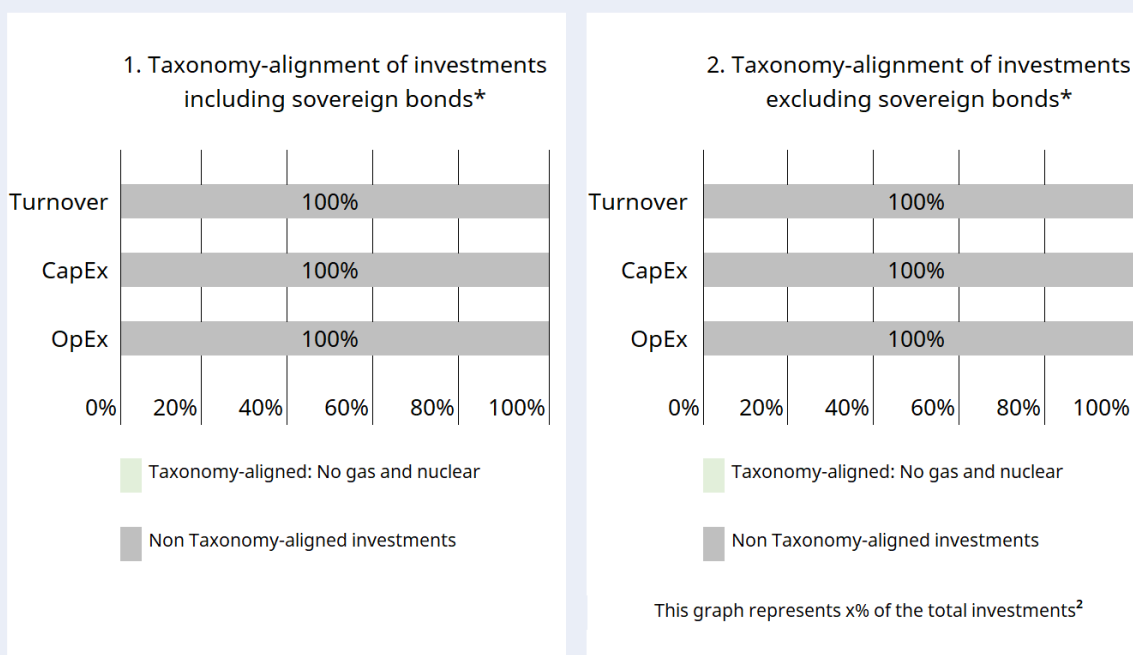 1. Taxonomy-alignment of investments
including sovereign bonds*
Turnover 100%
CapEx 100%
OpEx 100%
0% 20% 40% 60% 80% 100%
Taxonomy-aligned: No gas and nuclear
Non Taxonomy-aligned investments
2. Taxonomy-alignment of investments
excluding sovereign bonds*
Turnover 100%
CapEx 100%
OpEx 100%
0% 20% 40% 60% 80% 100%
Taxonomy-aligned: No gas and nuclear
Non Taxonomy-aligned investments
This graph represents x% of the total investments²